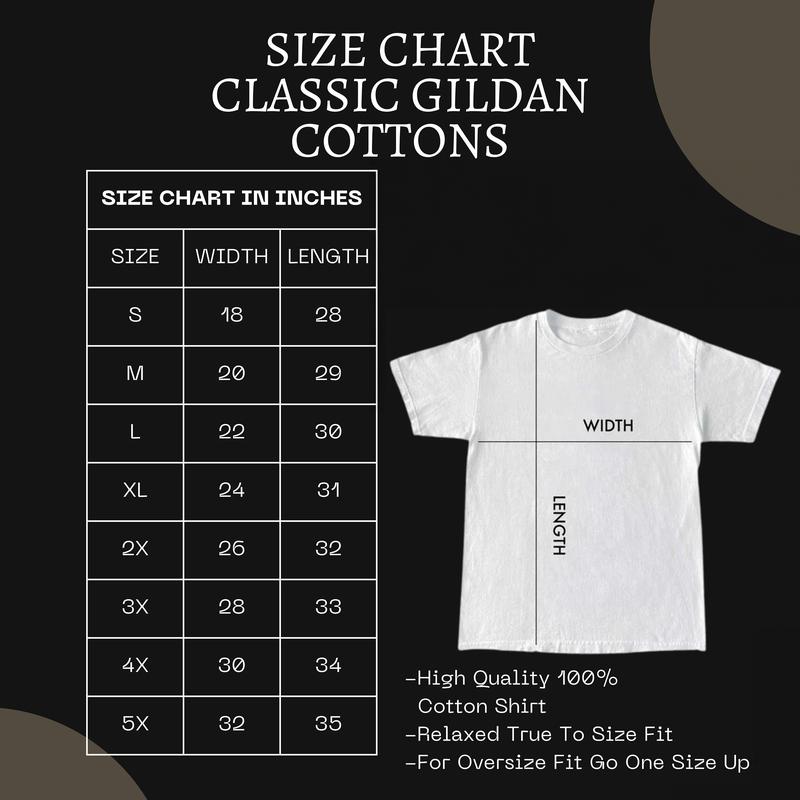 SIZE CHART
CLASSIC GILDAN
COTTONS
SIZE CHART IN INCHES
SIZE WIDTH LENGTH
S 18 28
M 20 29
L 22 30
XL 24 31
2X 26 32
3X 28 33
4X 30 34
5X 32 35
WIDTH
LENGTH
-High Quality 100%
Cotton Shirt
-Relaxed True To Size Fit
-For Oversize Fit Go One Size Up